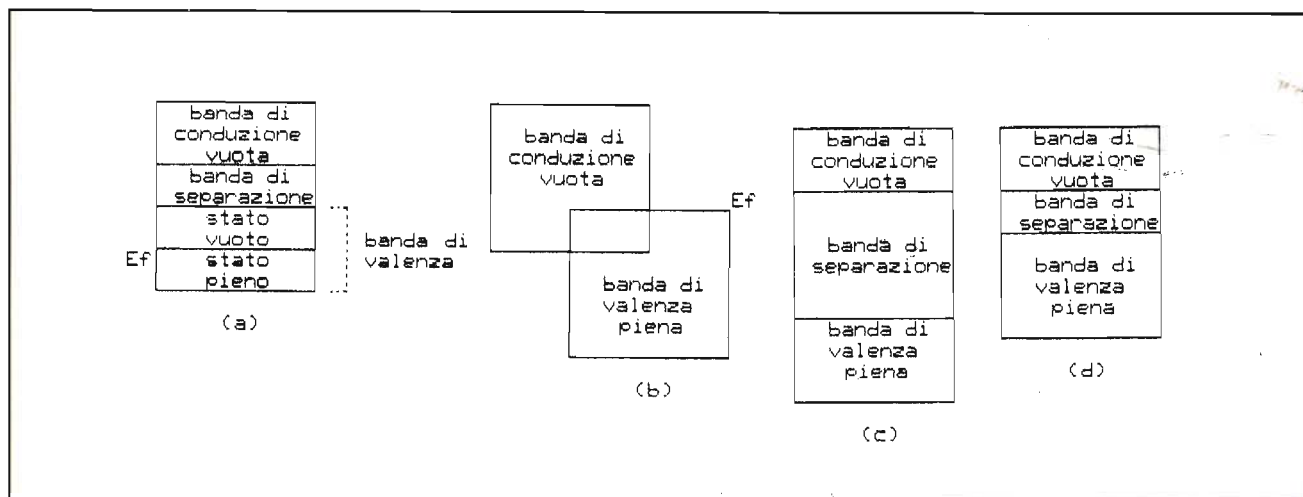 banda di
conduzione
vuota
banda di
separazione
stato
vuoto
Ef
stato
pieno
banda di
valenza
(a)
banda di
conduzione
vuota
Ef
banda di
valenza
piena
(b)
banda di
conduzione
vuota
banda di
separazione
banda di
valenza
piena
(c)
banda di
conduzione
vuota
banda di
separazione
banda di
valenza
piena
(d)